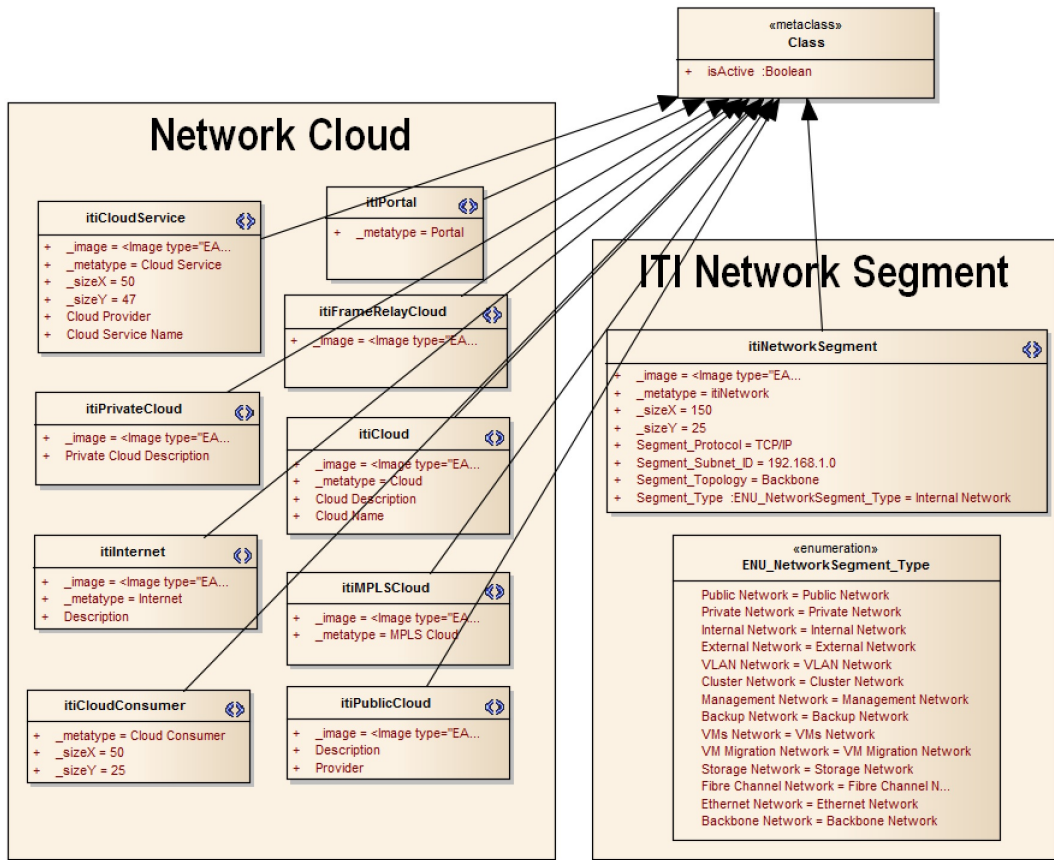 «metaclass»
Class
+ isActive :Boolean
Network Cloud
itiCloudService
+ _image = <Image type="EA...
+ _metatype = Cloud Service
+ _sizeX = 50
+ _sizeY = 47
+ Cloud Provider
+ Cloud Service Name
itiPortal
+ _metatype = Portal
itiFrameRelayCloud
+ _image = <Image type="EA...
itiPrivateCloud
+ _image = <Image type="EA...
+ Private Cloud Description
itiCloud
+ _image = <Image type="EA...
+ _metatype = Cloud
+ Cloud Description
+ Cloud Name
itiInternet
+ _image = <Image type="EA...
+ _metatype = Internet
+ Description
itiMPLSCloud
+ _image = <Image type="EA...
+ _metatype = MPLS Cloud
itiCloudConsumer
+ _metatype = Cloud Consumer
+ _sizeX = 50
+ _sizeY = 25
itiPublicCloud
+ _image = <Image type="EA...
+ Description
+ Provider
ITI Network Segment
itiNetworkSegment
+ _image = <Image type="EA...
+ _metatype = itiNetwork
+ _sizeX = 150
+ _sizeY = 25
+ Segment_Protocol = TCP/IP
+ Segment_Subnet_ID = 192.168.1.0
+ Segment_Topology = Backbone
+ Segment_Type :ENU_NetworkSegment_Type = Internal Network
«enumeration»
ENU_NetworkSegment_Type
Public Network = Public Network
Private Network = Private Network
Internal Network = Internal Network
External Network = External Network
VLAN Network = VLAN Network
Cluster Network = Cluster Network
Management Network = Management Network
Backup Network = Backup Network
VMs Network = VMs Network
VM Migration Network = VM Migration Network
Storage Network = Storage Network
Fibre Channel Network = Fibre Channel N...
Ethernet Network = Ethernet Network
Backbone Network = Backbone Network